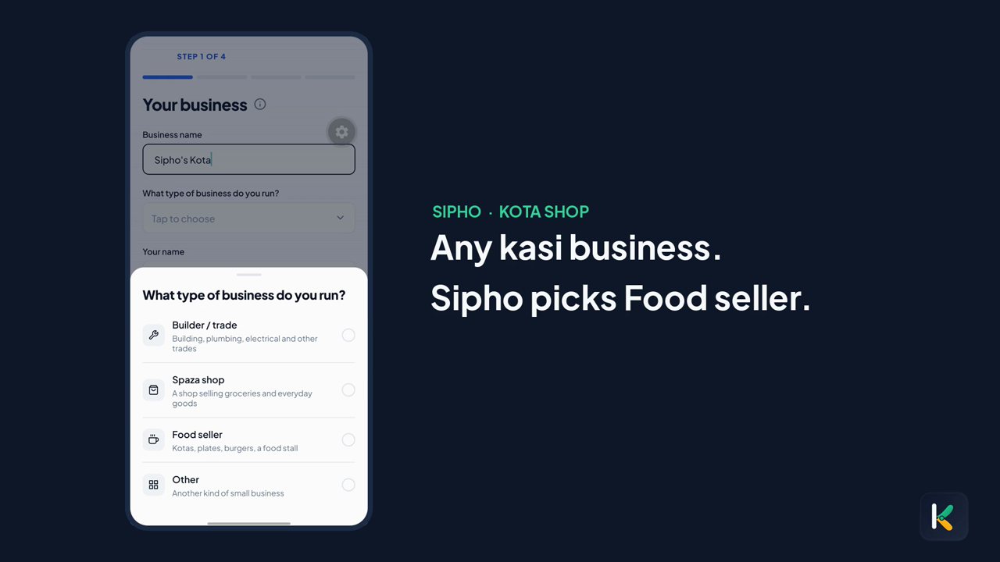 STEP 1 OF 4
Your business
Business name
Sipho's Kota
What type of business do you run?
Tap to choose
Your name
What type of business do you run?
Builder / trade
Building, plumbing, electrical and other
trades
Spaza shop
A shop selling groceries and everyday
goods
Food seller
Kotas, plates, burgers, a food stall
Other
Another kind of small business
SIPHO · KOTA SHOP
Any kasi business.
Sipho picks Food seller.